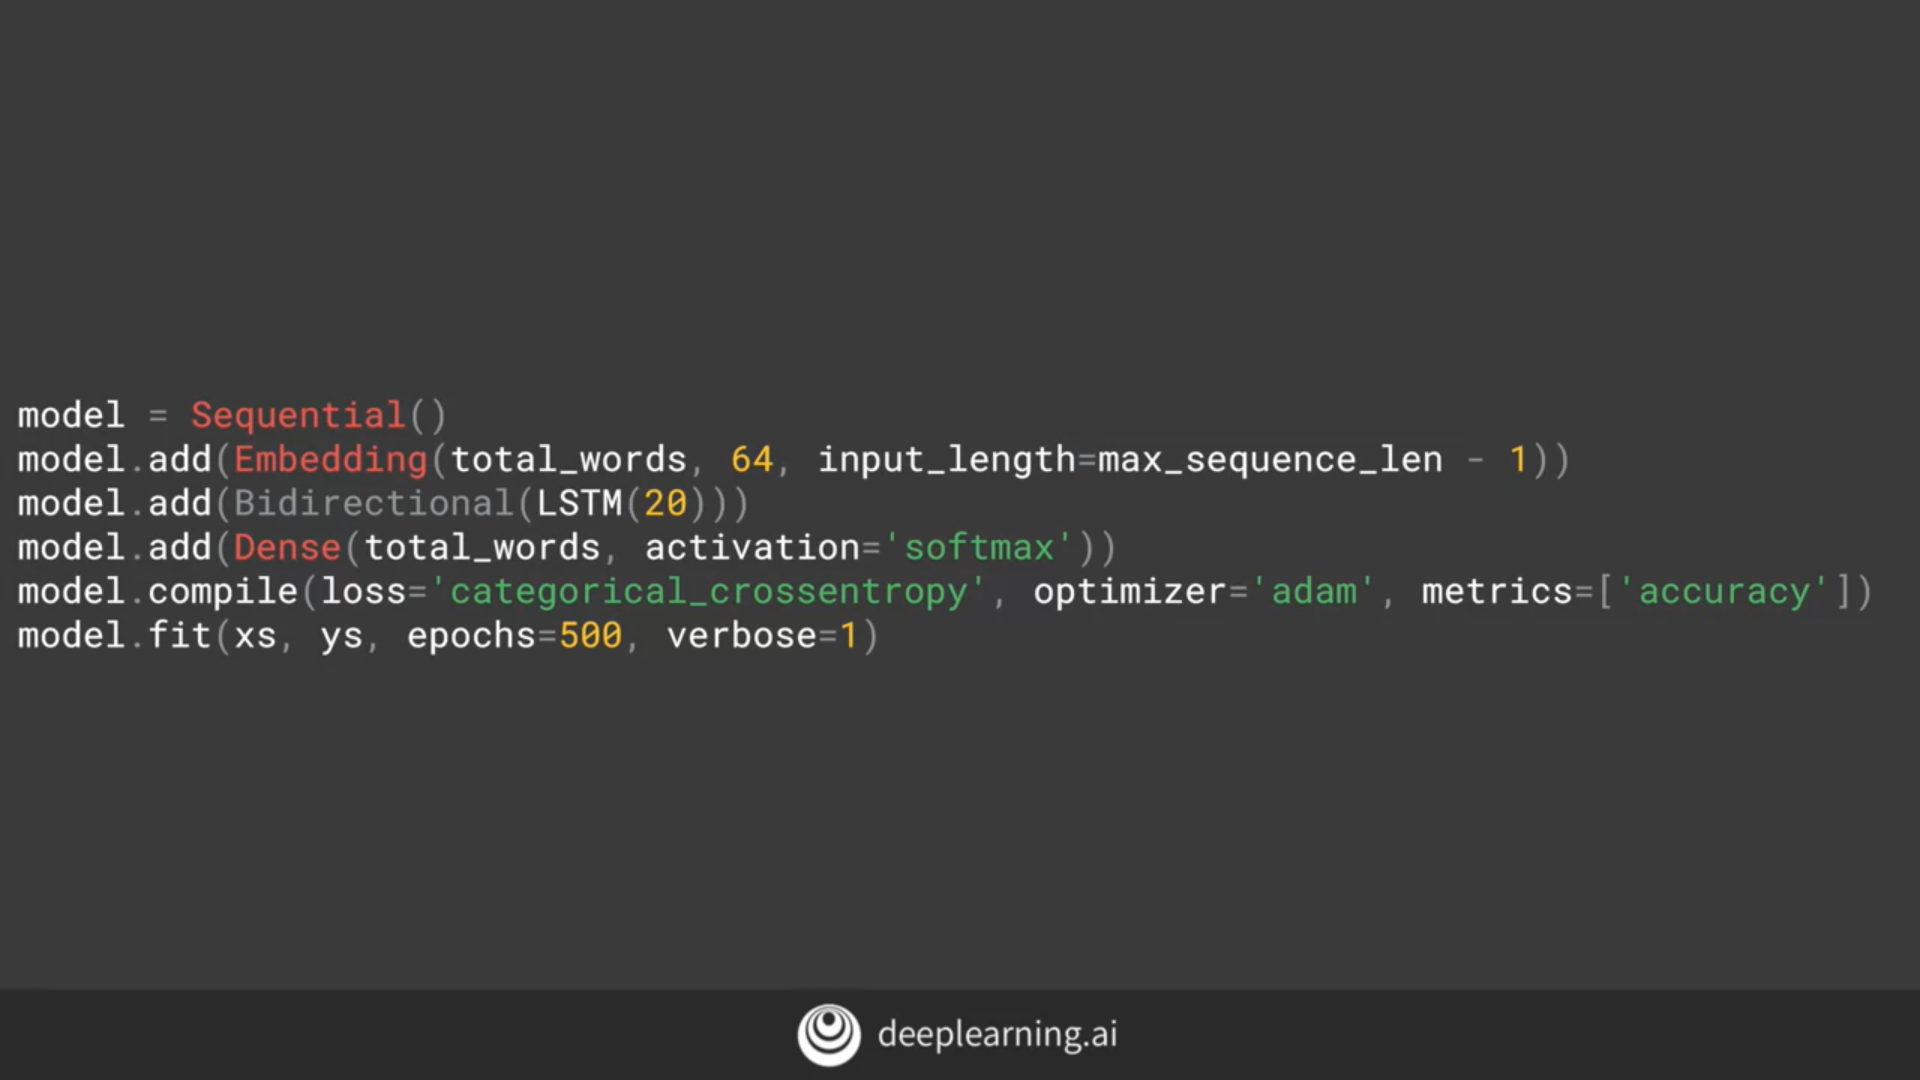 model = Sequential()
model.add(Embedding(total_words, 64, input_length=max_sequence_len - 1))
model.add(Bidirectional(LSTM(20)))
model.add(Dense(total_words, activation='softmax'))
model.compile(loss='categorical_crossentropy', optimizer='adam', metrics=['accuracy'])
model.fit(xs, ys, epochs=500, verbose=1)
deeplearning.ai